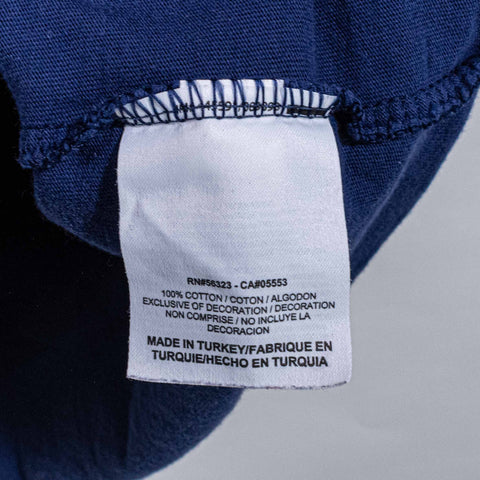 RN#56323 - CA#05553
100% COTTON / COTON / ALGODON
EXCLUSIVE OF DECORATION / DECORATION
NON COMPRISE / NO INCLUYE LA
DECORACION
MADE IN TURKEY/FABRIQUE EN
TURQUIE/HECHO EN TURQUIA